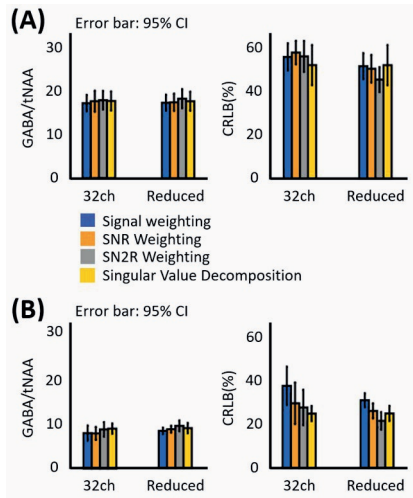 (A)
Error bar: 95% CI
GABA/tNAA
30
20
10
0
32ch Reduced
CRLB(%)
60
40
20
0
32ch Reduced
Signal weighting
SNR Weighting
SN2R Weighting
Singular Value Decomposition
(B)
Error bar: 95% CI
GABA/tNAA
30
20
10
0
32ch Reduced
CRLB(%)
60
40
20
0
32ch Reduced